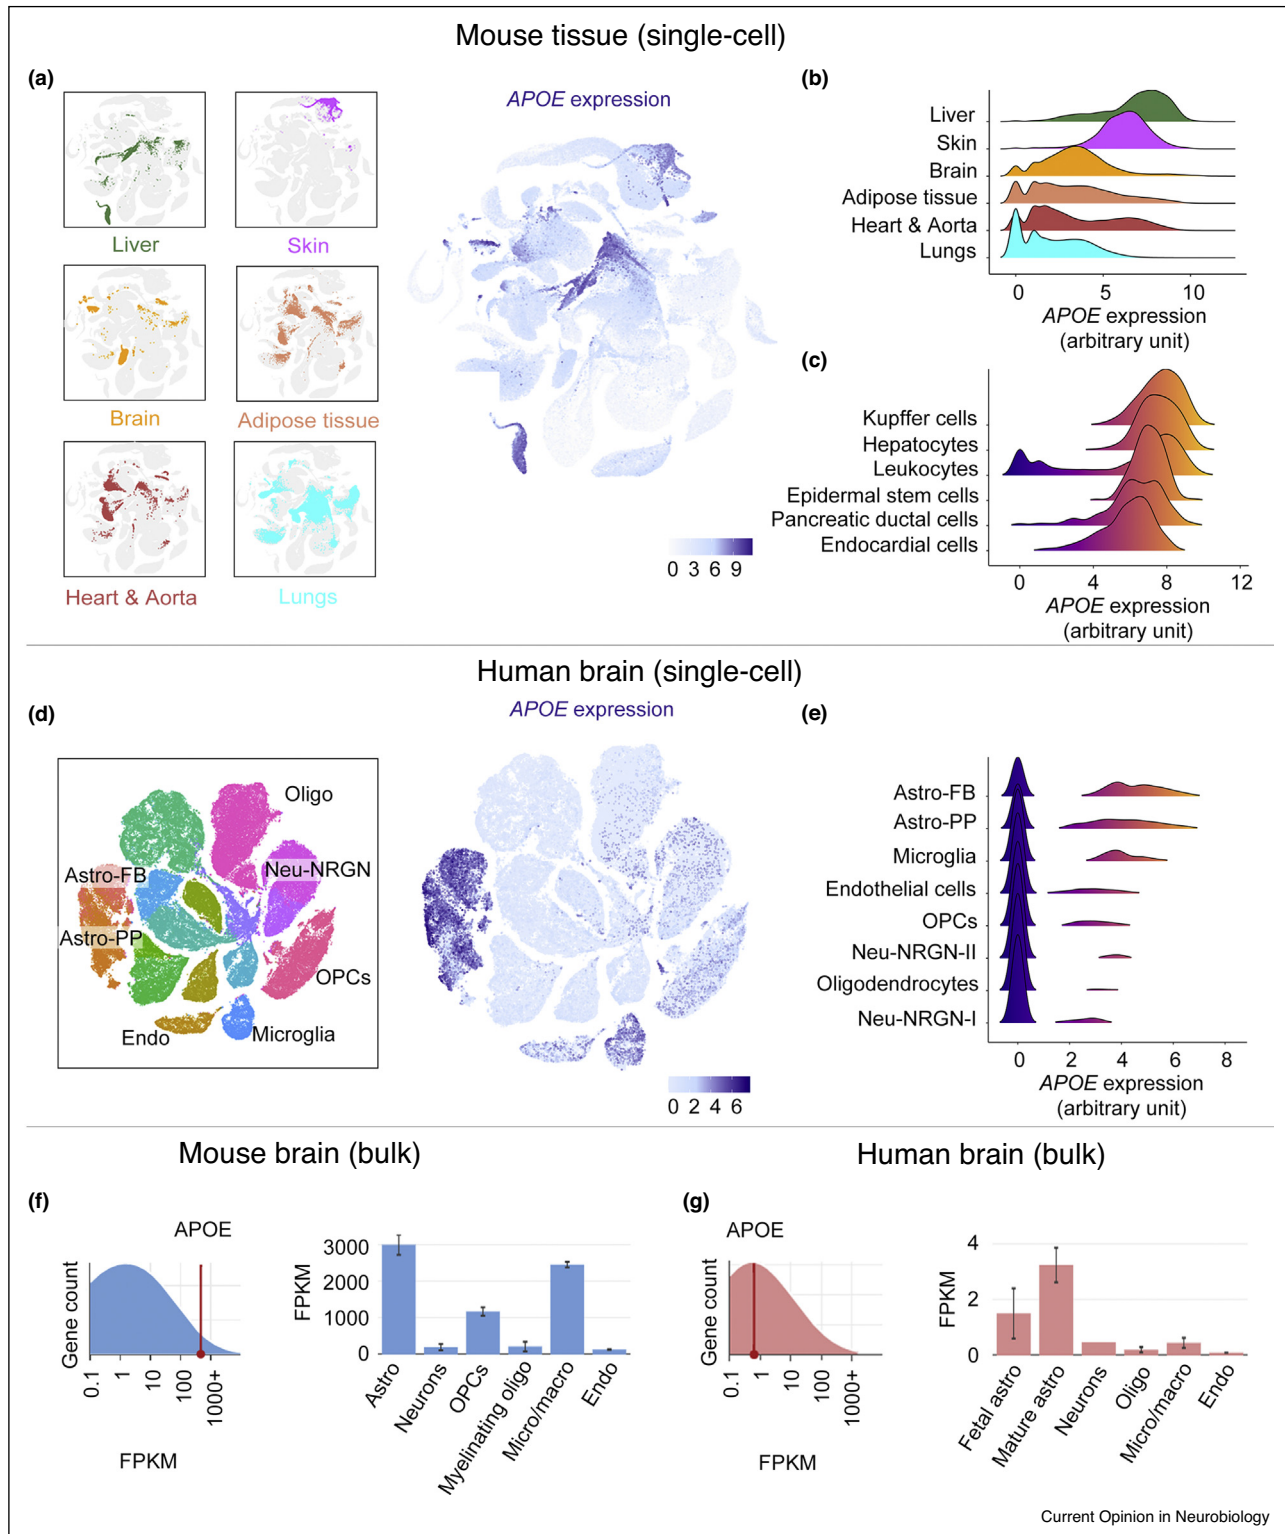 Mouse tissue (single-cell)
(a)
Liver
Skin
Brain
Adipose tissue
Heart & Aorta
Lungs
APOE expression
0 3 6 9
(b)
Liver
Skin
Brain
Adipose tissue
Heart & Aorta
Lungs
0 5 10
APOE expression
(arbitrary unit)
(c)
Kupffer cells
Hepatocytes
Leukocytes
Epidermal stem cells
Pancreatic ductal cells
Endocardial cells
0 4 8 12
APOE expression
(arbitrary unit)
Human brain (single-cell)
(d)
Oligo
Neu-NRGN
Astro-FB
Astro-PP
OPCs
Endo
Microglia
APOE expression
0 2 4 6
(e)
Astro-FB
Astro-PP
Microglia
Endothelial cells
OPCs
Neu-NRGN-II
Oligodendrocytes
Neu-NRGN-I
0 2 4 6 8
APOE expression
(arbitrary unit)
Mouse brain (bulk)
(f)
APOE
Gene count
0.1
1
10
100
1000+
FPKM
FPKM
3000
2000
1000
0
Astro
Neurons
OPCs
Myelinating oligo
Micro/macro
Endo
Human brain (bulk)
(g)
APOE
Gene count
0.1
1
10
100
1000+
FPKM
FPKM
4
2
0
Fetal astro
Mature astro
Neurons
Oligo
Micro/macro
Endo
Current Opinion in Neurobiology